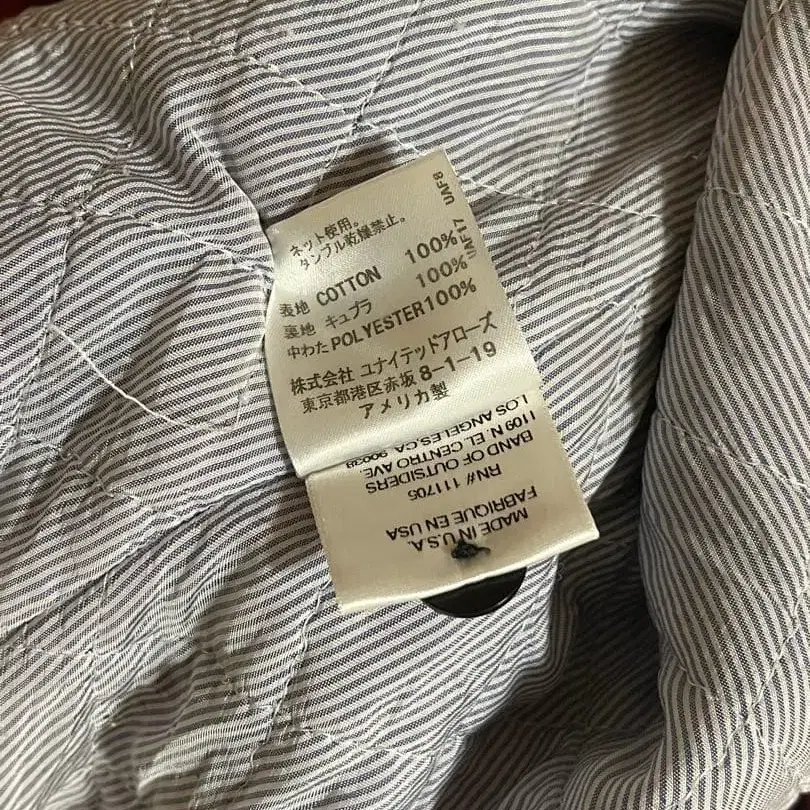 ネット使用。
タンブル乾燥禁止。
表地 COTTON 100%
裏地 キュプラ 100%
中わた POLYESTER 100%
株式会社 ユナイテッドアローズ
東京都港区赤坂8-1-19
アメリカ製
UAF17 UAF8
MADE IN U.S.A.
FABRIQUE EN USA
RN# 111705
BAND OF OUTSIDERS
1109 N. EL CENTRO AVE.
LOS ANGELES, CA 90038